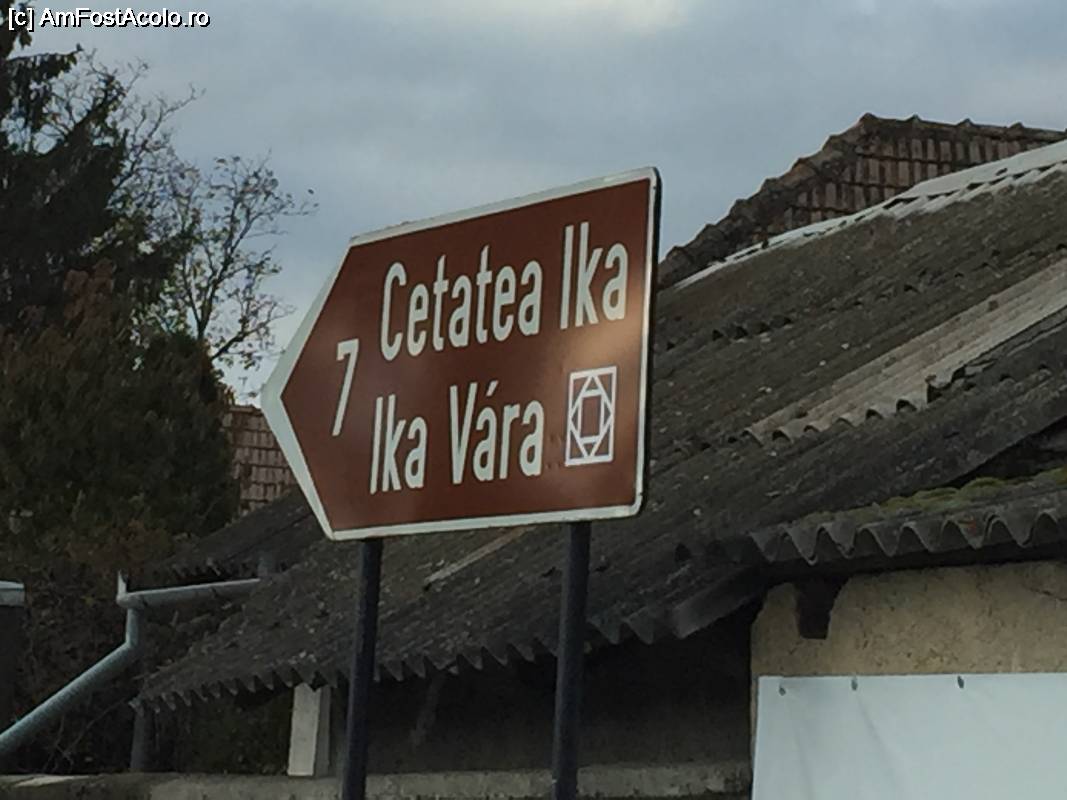 [c] AmFostAcolo.ro
7 Cetatea Ika
Ika Vára